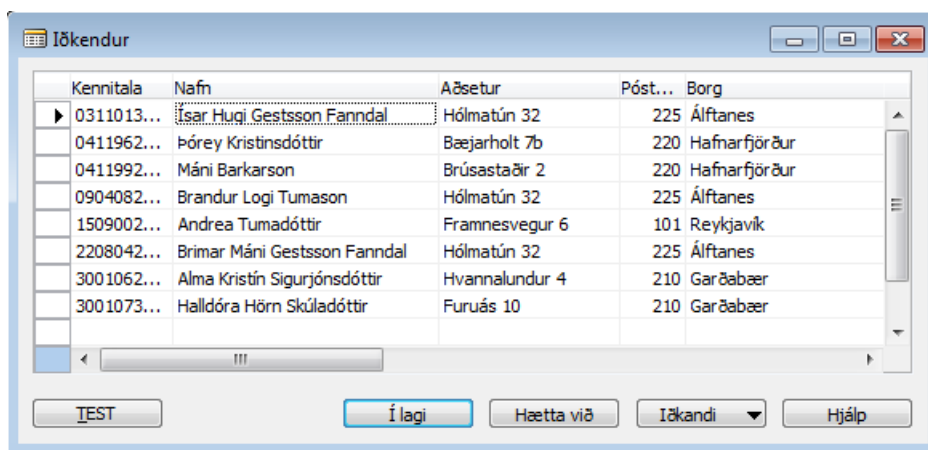 Iðkendur
Kennitala Nafn Aðsetur Póst... Borg
0311013... Ísar Hugi Gestsson Fanndal Hólmatún 32 225 Álftanes
0411962... Þórey Kristinsdóttir Bæjarholt 7b 220 Hafnarfjörður
0411992... Máni Barkarson Brúsastaðir 2 220 Hafnarfjörður
0904082... Brandur Logi Tumason Hólmatún 32 225 Álftanes
1509002... Andrea Tumadóttir Framnesvegur 6 101 Reykjavík
2208042... Brimar Máni Gestsson Fanndal Hólmatún 32 225 Álftanes
3001062... Alma Kristín Sigurjónsdóttir Hvannalundur 4 210 Garðabær
3001073... Halldóra Hörn Skúladóttir Furuás 10 210 Garðabær
TEST Í lagi Hætta við Iðkandi Hjálp